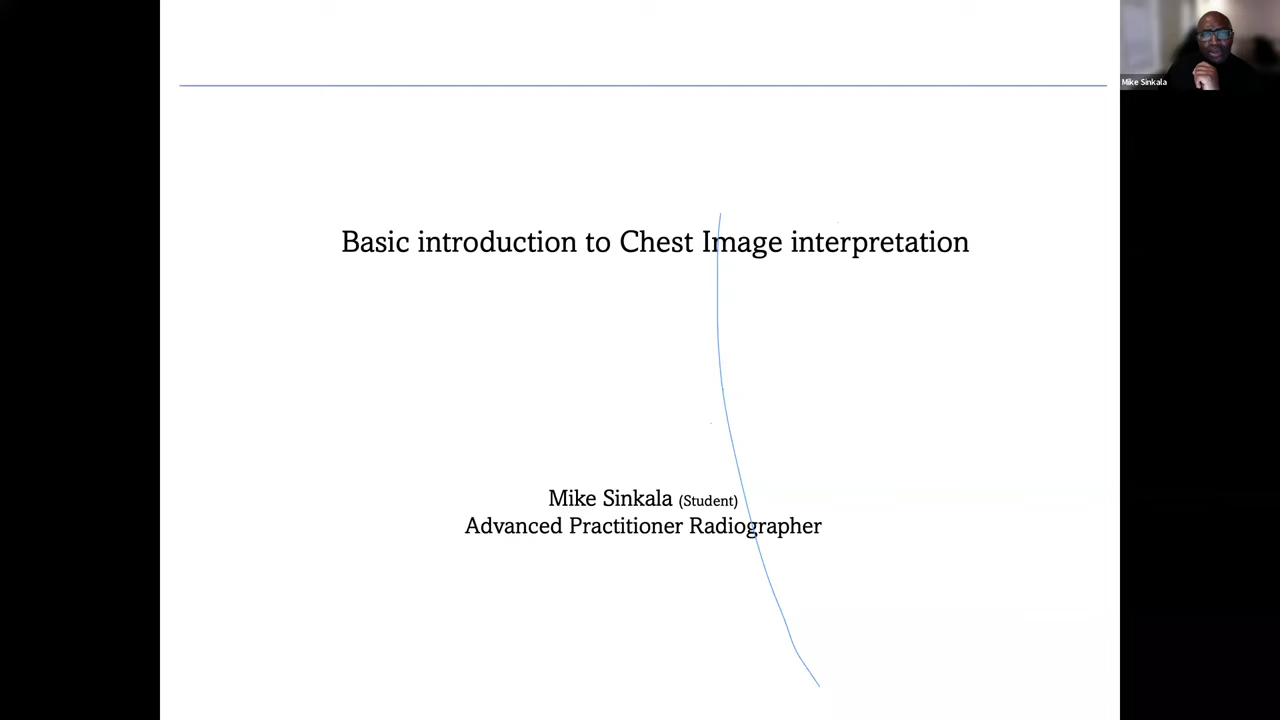 Mike Sinkala
Basic introduction to Chest Image interpretation
Mike Sinkala (Student)
Advanced Practitioner Radiographer